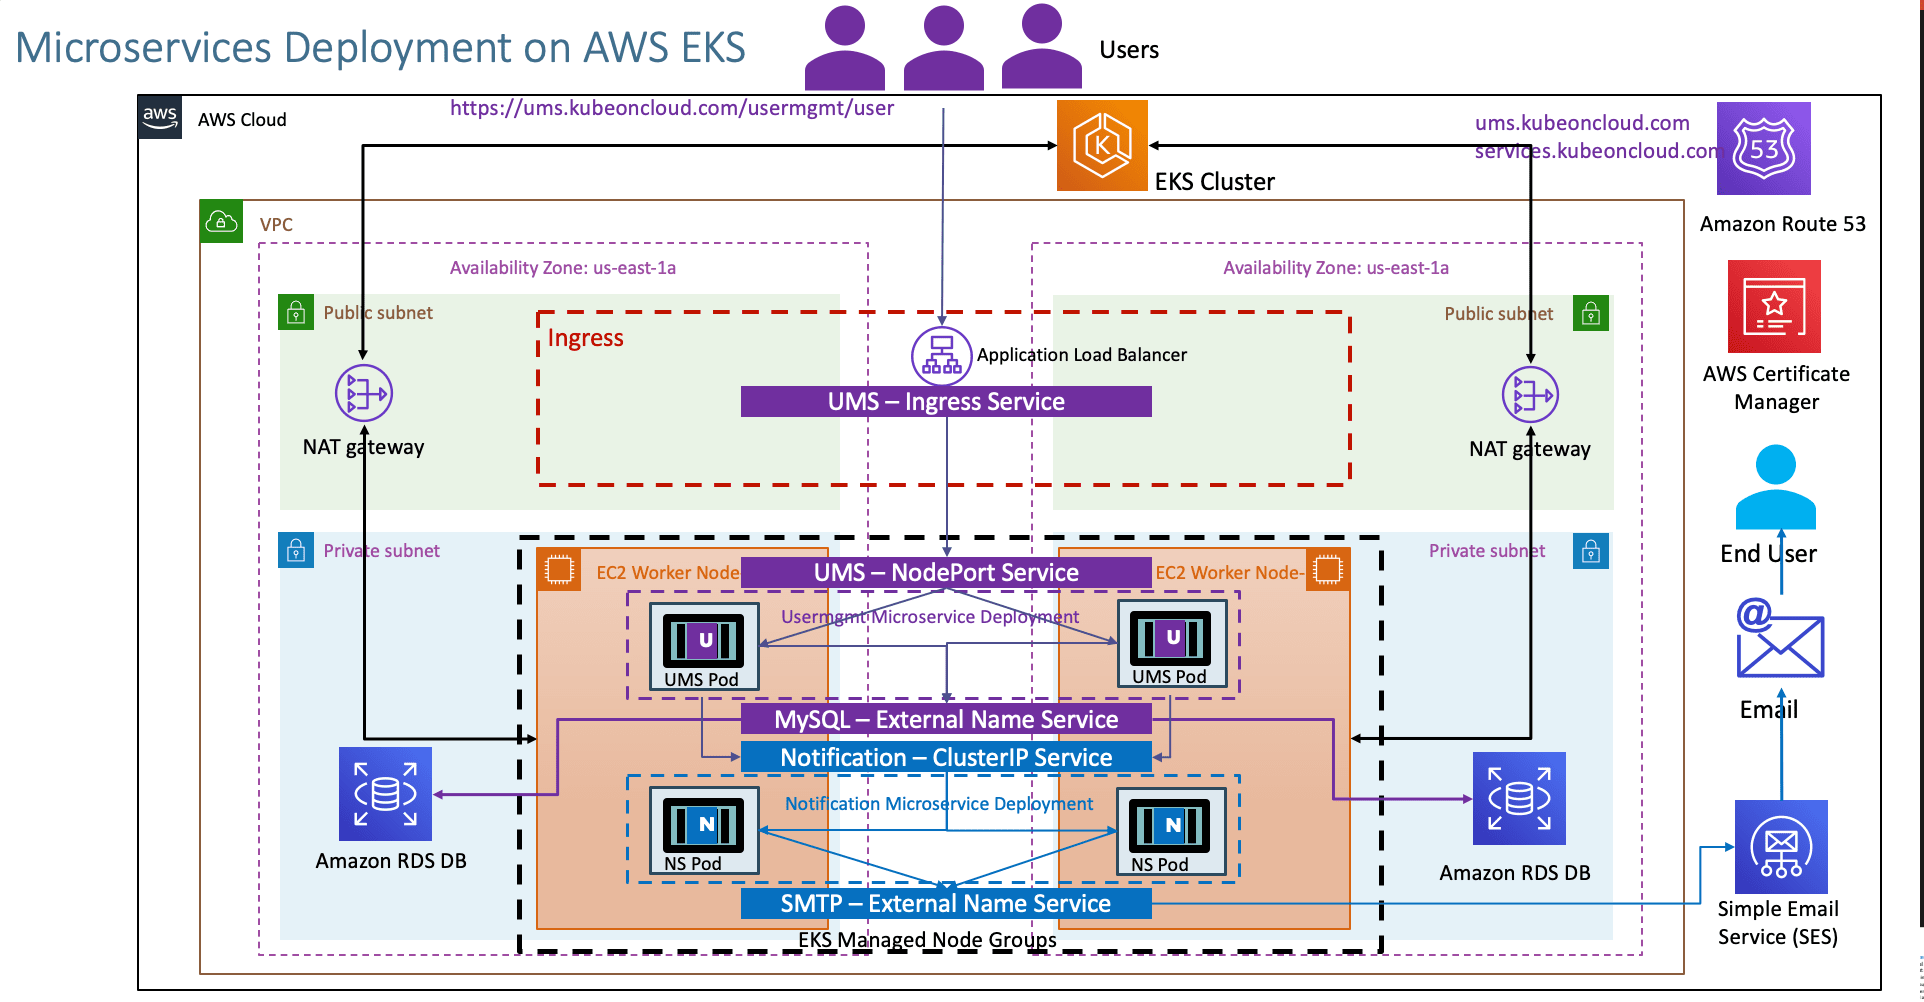 Microservices Deployment on AWS EKS
Users
aws
AWS Cloud
https://ums.kubeoncloud.com/usermgmt/user
K
EKS Cluster
ums.kubeoncloud.com
services.kubeoncloud.com
53
Amazon Route 53
VPC
Availability Zone: us-east-1a
Availability Zone: us-east-1a
Public subnet
Public subnet
Ingress
Application Load Balancer
UMS – Ingress Service
NAT gateway
NAT gateway
AWS Certificate
Manager
End User
Private subnet
Private subnet
EC2 Worker Node-
UMS – NodePort Service
EC2 Worker Node-
Usermgmt Microservice Deployment
U
UMS Pod
U
UMS Pod
@
Email
MySQL – External Name Service
Notification – ClusterIP Service
Notification Microservice Deployment
N
NS Pod
N
NS Pod
Amazon RDS DB
Amazon RDS DB
SMTP – External Name Service
EKS Managed Node Groups
Simple Email
Service (SES)